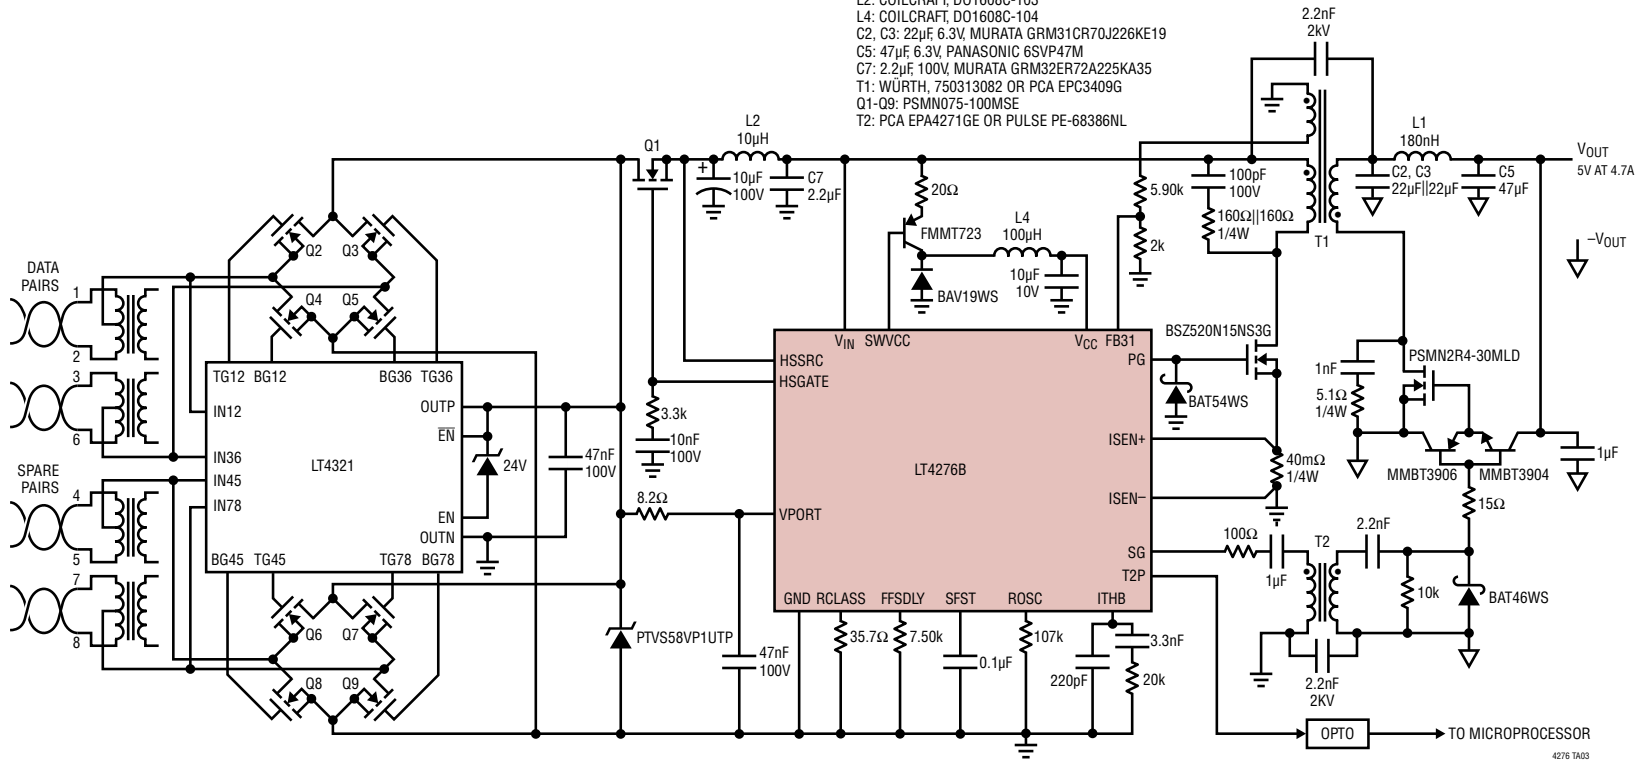 L4: COILCRAFT, DO1608C-104
C2, C3: 22µF, 6.3V, MURATA GRM31CR70J226KE19
C5: 47µF, 6.3V, PANASONIC 6SVP47M
C7: 2.2µF, 100V, MURATA GRM32ER72A225KA35
T1: WÜRTH, 750313082 OR PCA EPC3409G
Q1-Q9: PSMN075-100MSE
T2: PCA EPA4271GE OR PULSE PE-68386NL
2.2nF
2kV
L2
10µH
Q1
+
10µF
100V
C7
2.2µF
20Ω
FMMT723
L4
100µH
10µF
10V
BAV19WS
5.90k
2k
100pF
100V
160Ω||160Ω
1/4W
T1
L1
180nH
C2, C3
22µF||22µF
C5
47µF
VOUT
5V AT 4.7A
–VOUT
DATA
PAIRS
1
2
3
6
SPARE
PAIRS
4
5
7
8
Q2
Q3
Q4
Q5
TG12
BG12
BG36
TG36
IN12
IN36
IN45
IN78
OUTP
EN
EN
OUTN
LT4321
BG45
TG45
TG78
BG78
Q6
Q7
Q8
Q9
24V
47nF
100V
3.3k
10nF
100V
8.2Ω
PTVS58VP1UTP
47nF
100V
VIN
SWVCC
VCC
FB31
HSSRC
HSGATE
VPORT
PG
ISEN+
ISEN–
SG
T2P
LT4276B
GND
RCLASS
FFSDLY
SFST
ROSC
ITHB
35.7Ω
7.50k
0.1µF
107k
220pF
3.3nF
20k
BSZ520N15NS3G
BAT54WS
40mΩ
1/4W
1nF
5.1Ω
1/4W
PSMN2R4-30MLD
MMBT3906
MMBT3904
1µF
15Ω
100Ω
1µF
T2
2.2nF
10k
BAT46WS
2.2nF
2KV
OPTO
TO MICROPROCESSOR
4276 TA03